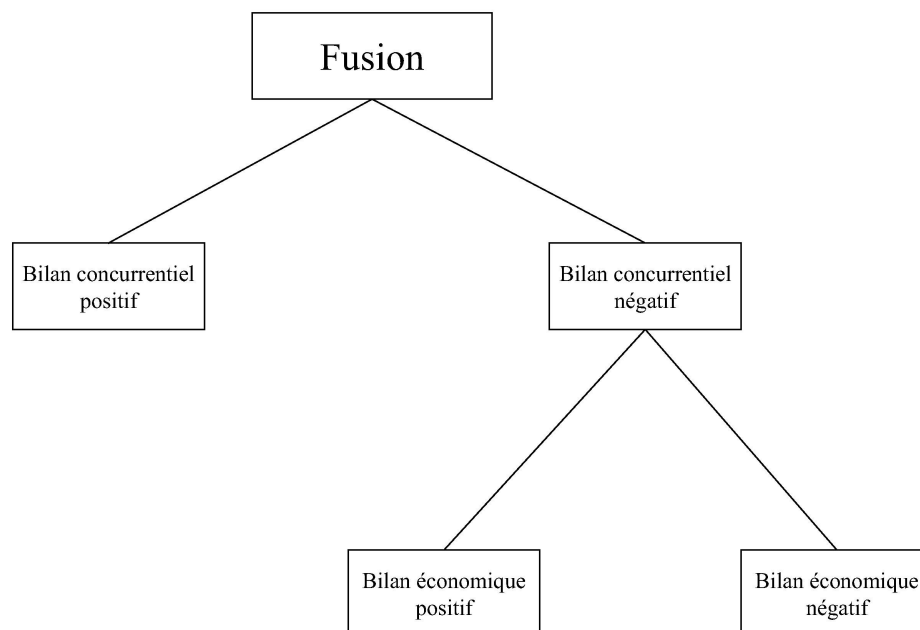 Fusion
Bilan concurrentiel
positif
Bilan concurrentiel
négatif
Bilan économique
positif
Bilan économique
négatif